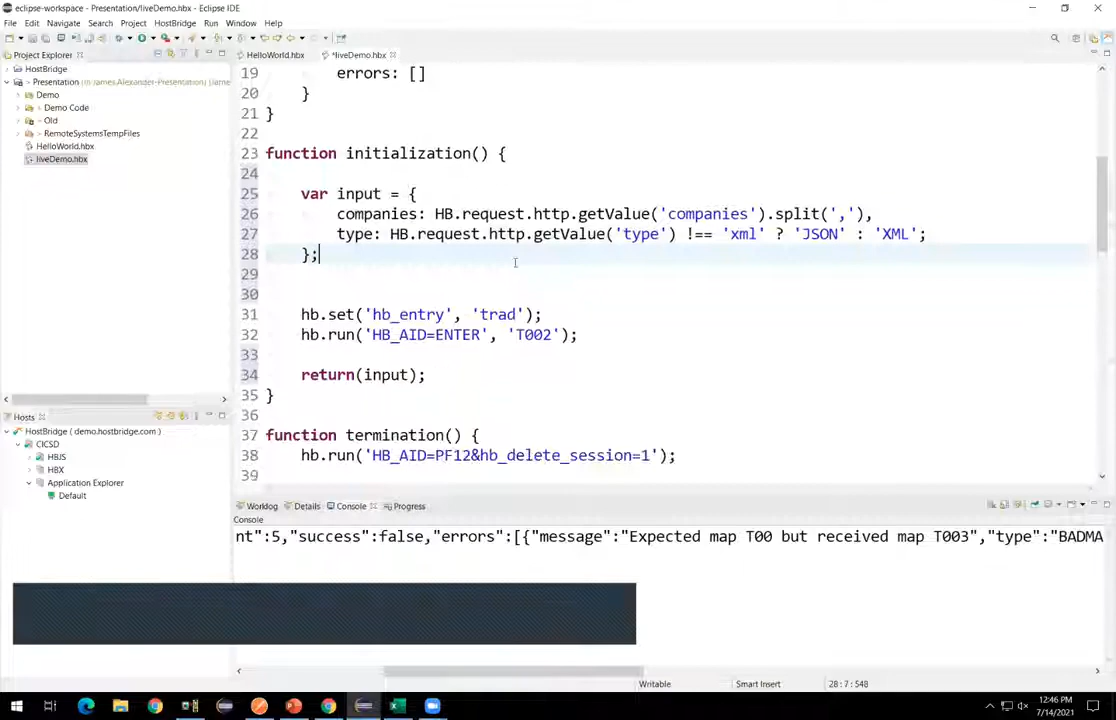 eclipse-workspace - Presentation/liveDemo.hbx - Eclipse IDE
File Edit Navigate Search Project HostBridge Run Window Help
Project Explorer
HelloWorld.hbx
*liveDemo.hbx
HostBridge
> Presentation
Demo
> Demo Code
> Old
> RemoteSystemsTempFiles
HelloWorld.hbx
liveDemo.hbx
19 errors: []
20 }
21 }
22
23 function initialization() {
24
25 var input = {
26 companies: HB.request.http.getValue('companies').split(','),
27 type: HB.request.http.getValue('type') !== 'xml' ? 'JSON' : 'XML';
28 };
29
30
31 hb.set('hb_entry', 'trad');
32 hb.run('HB_AID=ENTER', 'T002');
33
34 return(input);
35 }
36
37 function termination() {
38 hb.run('HB_AID=PF12&hb_delete_session=1');
39
Hosts
HostBridge ( demo.hostbridge.com )
CICSD
HBJS
HBX
Application Explorer
Default
Worklog Details Console Progress
Console
nt":5,"success":false,"errors":[{"message":"Expected map T00 but received map T003","type":"BADMA
Writable Smart Insert 28:7:548
12:46 PM
7/14/2021